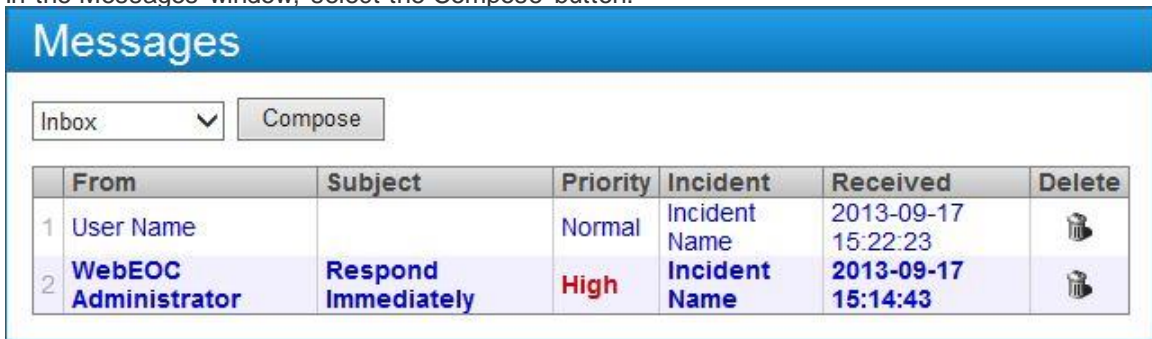 In the Messages window, select the Compose button.
Messages
Inbox Compose
From Subject Priority Incident Received Delete
1 User Name Normal Incident Name 2013-09-17 15:22:23
2 WebEOC Administrator Respond Immediately High Incident Name 2013-09-17 15:14:43